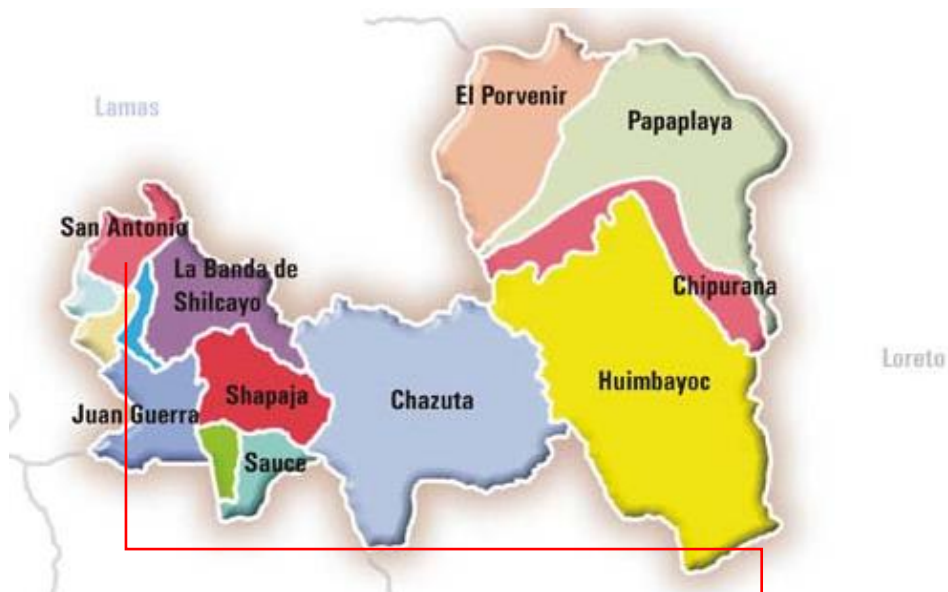 El Porvenir
Lamas
Papaplaya
San Antonio
La Banda de
Shilcayo
Chipurana
Loreto
Huimbayoc
Shapaja
Chazuta
Juan Guerra
Sauce